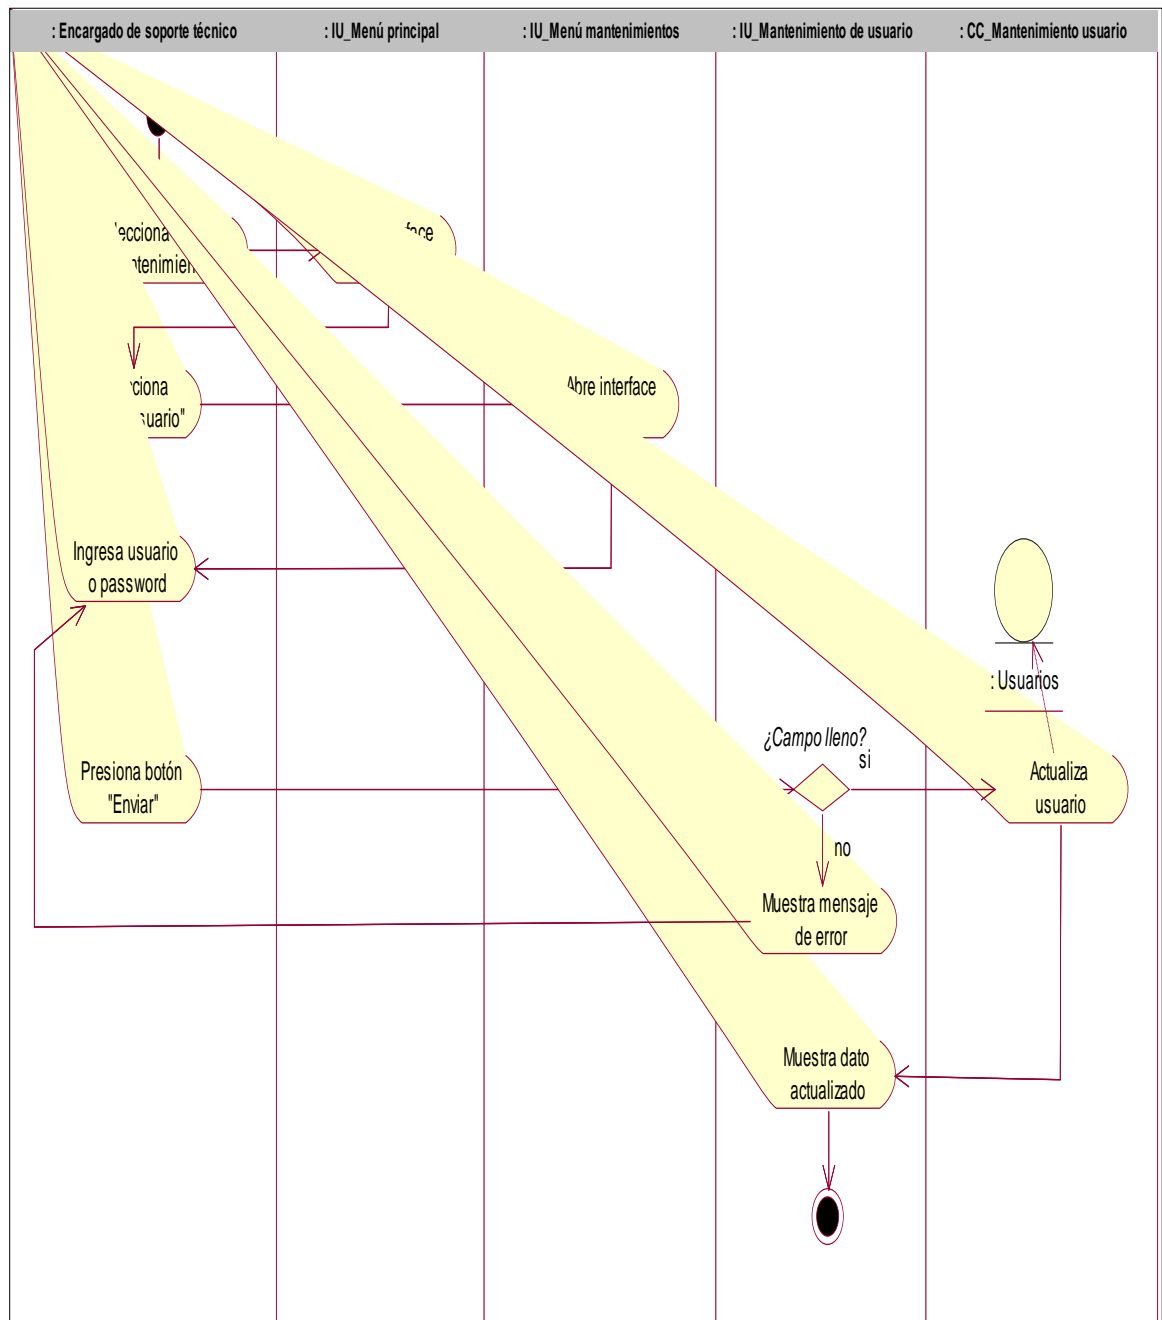 : Encargado de soporte técnico
: IU_Menú principal
: IU_Menú mantenimientos
: IU_Mantenimiento de usuario
: CC_Mantenimiento usuario
Abre interface
Ingresa usuario
o password
: Usuarios
¿Campo lleno?
si
Presiona botón
"Enviar"
Actualiza
usuario
no
Muestra mensaje
de error
Muestra dato
actualizado